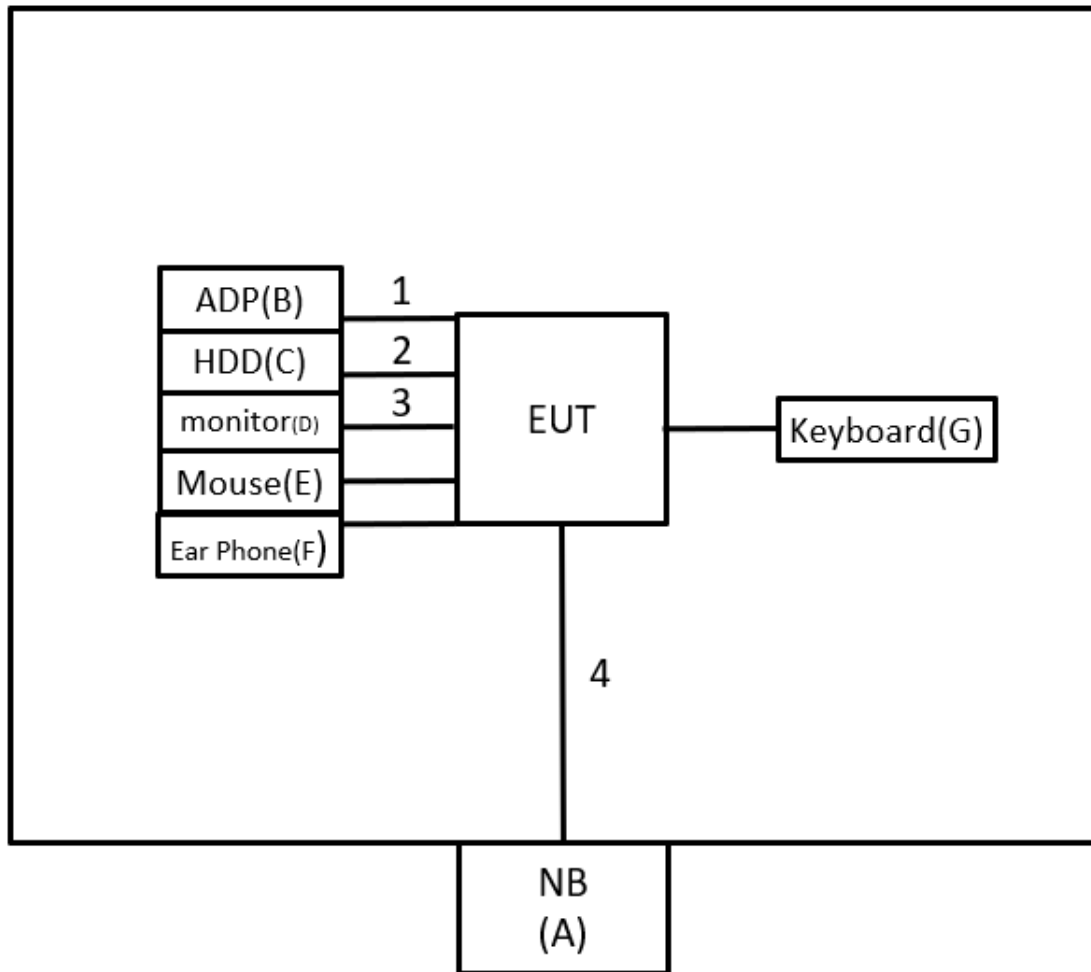 ADP(B)
1
HDD(C)
2
monitor(D)
3
EUT
Keyboard(G)
Mouse(E)
Ear Phone(F)
4
NB
(A)